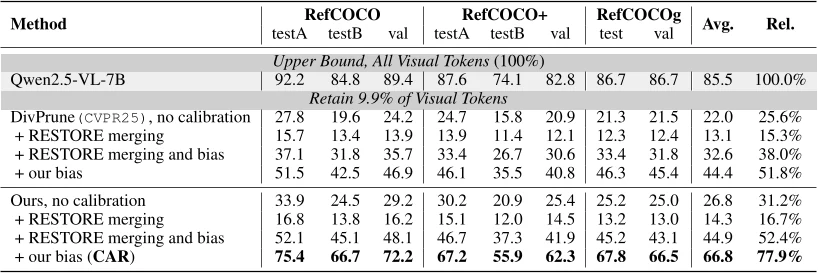 Method RefCOCO RefCOCO+ RefCOCOg Avg. Rel.
testA testB val testA testB val test val
Upper Bound, All Visual Tokens (100%)
Qwen2.5-VL-7B 92.2 84.8 89.4 87.6 74.1 82.8 86.7 86.7 85.5 100.0%
Retain 9.9% of Visual Tokens
DivPrune(CVPR25), no calibration 27.8 19.6 24.2 24.7 15.8 20.9 21.3 21.5 22.0 25.6%
+ RESTORE merging 15.7 13.4 13.9 13.9 11.4 12.1 12.3 12.4 13.1 15.3%
+ RESTORE merging and bias 37.1 31.8 35.7 33.4 26.7 30.6 33.4 31.8 32.6 38.0%
+ our bias 51.5 42.5 46.9 46.1 35.5 40.8 46.3 45.4 44.4 51.8%
Ours, no calibration 33.9 24.5 29.2 30.2 20.9 25.4 25.2 25.0 26.8 31.2%
+ RESTORE merging 16.8 13.8 16.2 15.1 12.0 14.5 13.2 13.0 14.3 16.7%
+ RESTORE merging and bias 52.1 45.1 48.1 46.7 37.3 41.9 45.2 43.1 44.9 52.4%
+ our bias (CAR) 75.4 66.7 72.2 67.2 55.9 62.3 67.8 66.5 66.8 77.9%